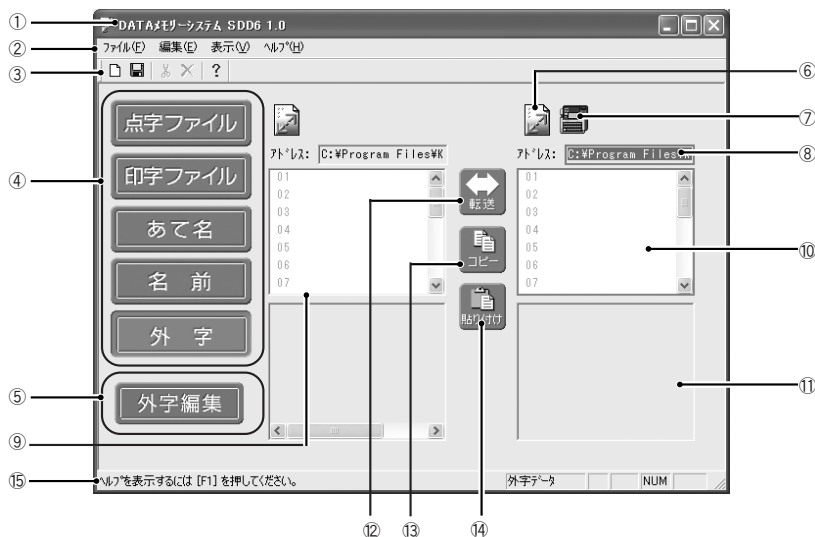 ① DATAﾒﾓﾘｰｼｽﾃﾑ SDD6 1.0
② ﾌｧｲﾙ(F) 編集(E) 表示(V) ﾍﾙﾌﾟ(H)
③ ?
⑥
⑦
点字ファイル
アドレス: C:¥Program Files¥K
アドレス: C:¥Program Files¥K
⑧
④ 印字ファイル
01
02
03
04
05
06
07
転送
01
02
03
04
05
06
07
あて名
コピー
⑩
名 前
外 字
貼り付け
⑤ 外字編集
⑪
⑨
⑮ ﾍﾙﾌﾟを表示するには [F1] を押してください。 外字ﾃﾞｰﾀ NUM
⑫ ⑬ ⑭